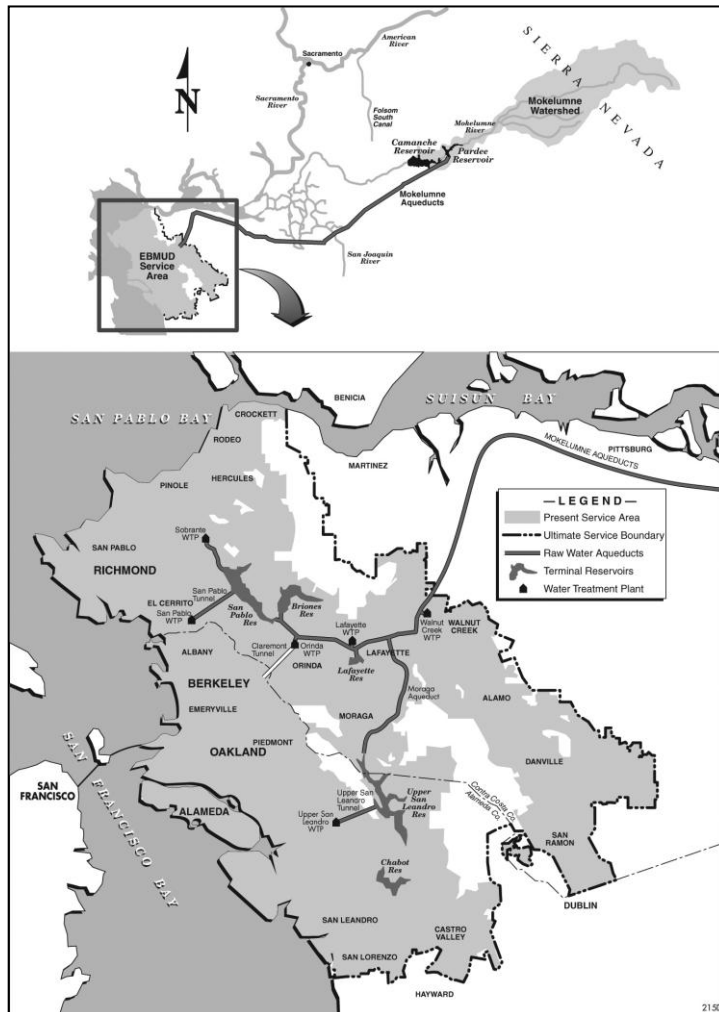 SIERRA NEVADA
American
River
Sacramento
N
Sacramento
River
Folsom
South
Canal
Mokelumne
River
Mokelumne
Watershed
Camanche
Reservoir
Pardee
Reservoir
Mokelumne
Aqueducts
San Joaquin
River
EBMUD
Service
Area
SAN PABLO BAY
CROCKETT
BENICIA
SUISUN BAY
RODEO
MARTINEZ
MOKELUMNE AQUEDUCTS
PITTSBURG
HERCULES
PINOLE
— LEGEND —
Present Service Area
Ultimate Service Boundary
Raw Water Aqueducts
Terminal Reservoirs
Water Treatment Plant
Sobrante
WTP
SAN PABLO
RICHMOND
San Pablo
Tunnel
EL CERRITO
San Pablo
WTP
San
Pablo
Res
Briones
Res
Lafayette
WTP
Walnut
Creek
WTP
WALNUT
CREEK
ALBANY
Claremont
Tunnel
Orinda
WTP
ORINDA
LAFAYETTE
Lafayette
Res
BERKELEY
Moraga
Aqueduct
ALAMO
EMERYVILLE
MORAGA
OAKLAND
PIEDMONT
DANVILLE
SAN
FRANCISCO
SAN FRANCISCO BAY
ALAMEDA
Upper San
Leandro
Tunnel
Upper
San
Leandro
Res
Upper San
Leandro
WTP
Contra Costa Co.
Alameda Co.
SAN
RAMON
Chabot
Res
DUBLIN
SAN LEANDRO
CASTRO
VALLEY
SAN LORENZO
HAYWARD
2150